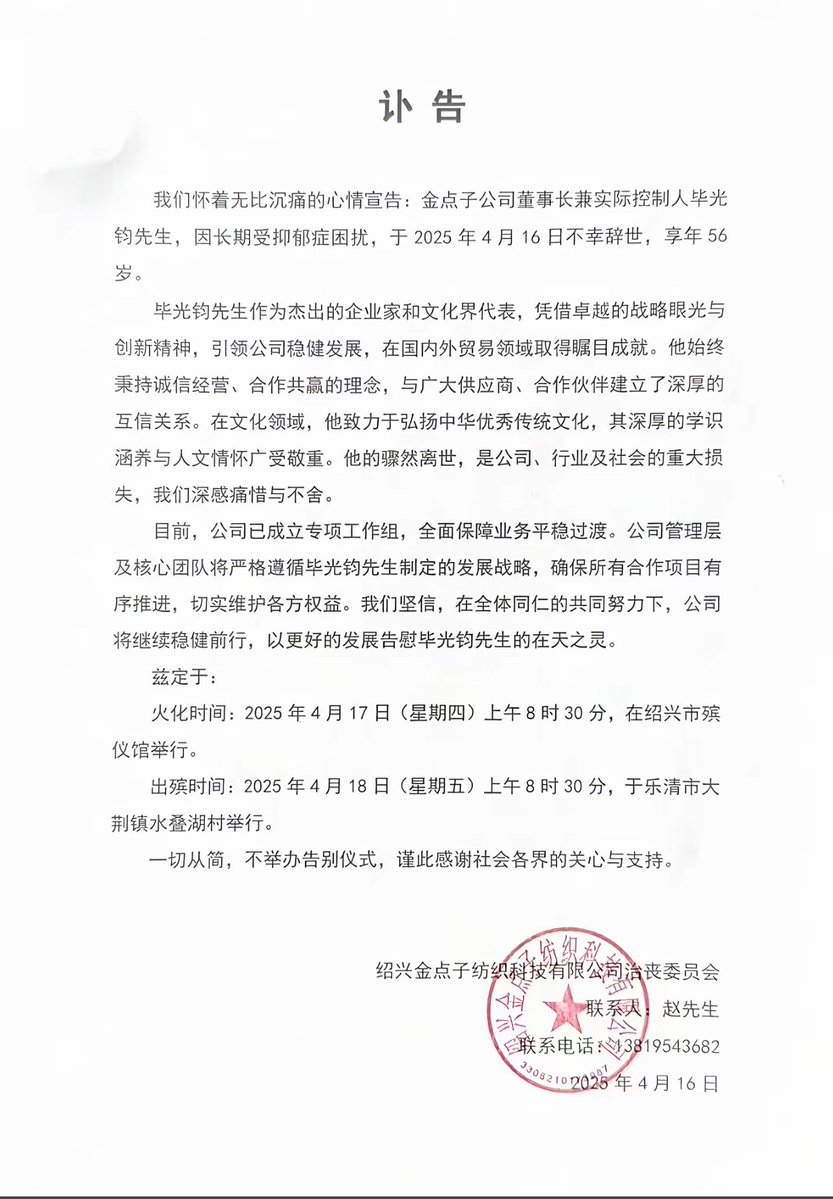 讣 告
我们怀着无比沉痛的心情宣告：金点子公司董事长兼实际控制人毕光
钧先生，因长期受抑郁症困扰，于 2025 年 4 月 16 日不幸辞世，享年 56
岁。
毕光钧先生作为杰出的企业家和文化界代表，凭借卓越的战略眼光与
创新精神，引领公司稳健发展，在国内外贸易领域取得瞩目成就。他始终
秉持诚信经营、合作共赢的理念，与广大供应商、合作伙伴建立了深厚的
互信关系。在文化领域，他致力于弘扬中华优秀传统文化，其深厚的学识
涵养与人文情怀广受敬重。他的骤然离世，是公司、行业及社会的重大损
失，我们深感痛惜与不舍。
目前，公司已成立专项工作组，全面保障业务平稳过渡。公司管理层
及核心团队将严格遵循毕光钧先生制定的发展战略，确保所有合作项目有
序推进，切实维护各方权益。我们坚信，在全体同仁的共同努力下，公司
将继续稳健前行，以更好的发展告慰毕光钧先生的在天之灵。
兹定于：
火化时间：2025 年 4 月 17 日（星期四）上午 8 时 30 分，在绍兴市殡
仪馆举行。
出殡时间：2025 年 4 月 18 日（星期五）上午 8 时 30 分，于乐清市大
荆镇水叠湖村举行。
一切从简，不举办告别仪式，谨此感谢社会各界的关心与支持。
绍兴金点子纺织科技有限公司治丧委员会
联系人：赵先生
联系电话：13819543682
2025 年 4 月 16 日
绍兴金点子纺织科技有限公司